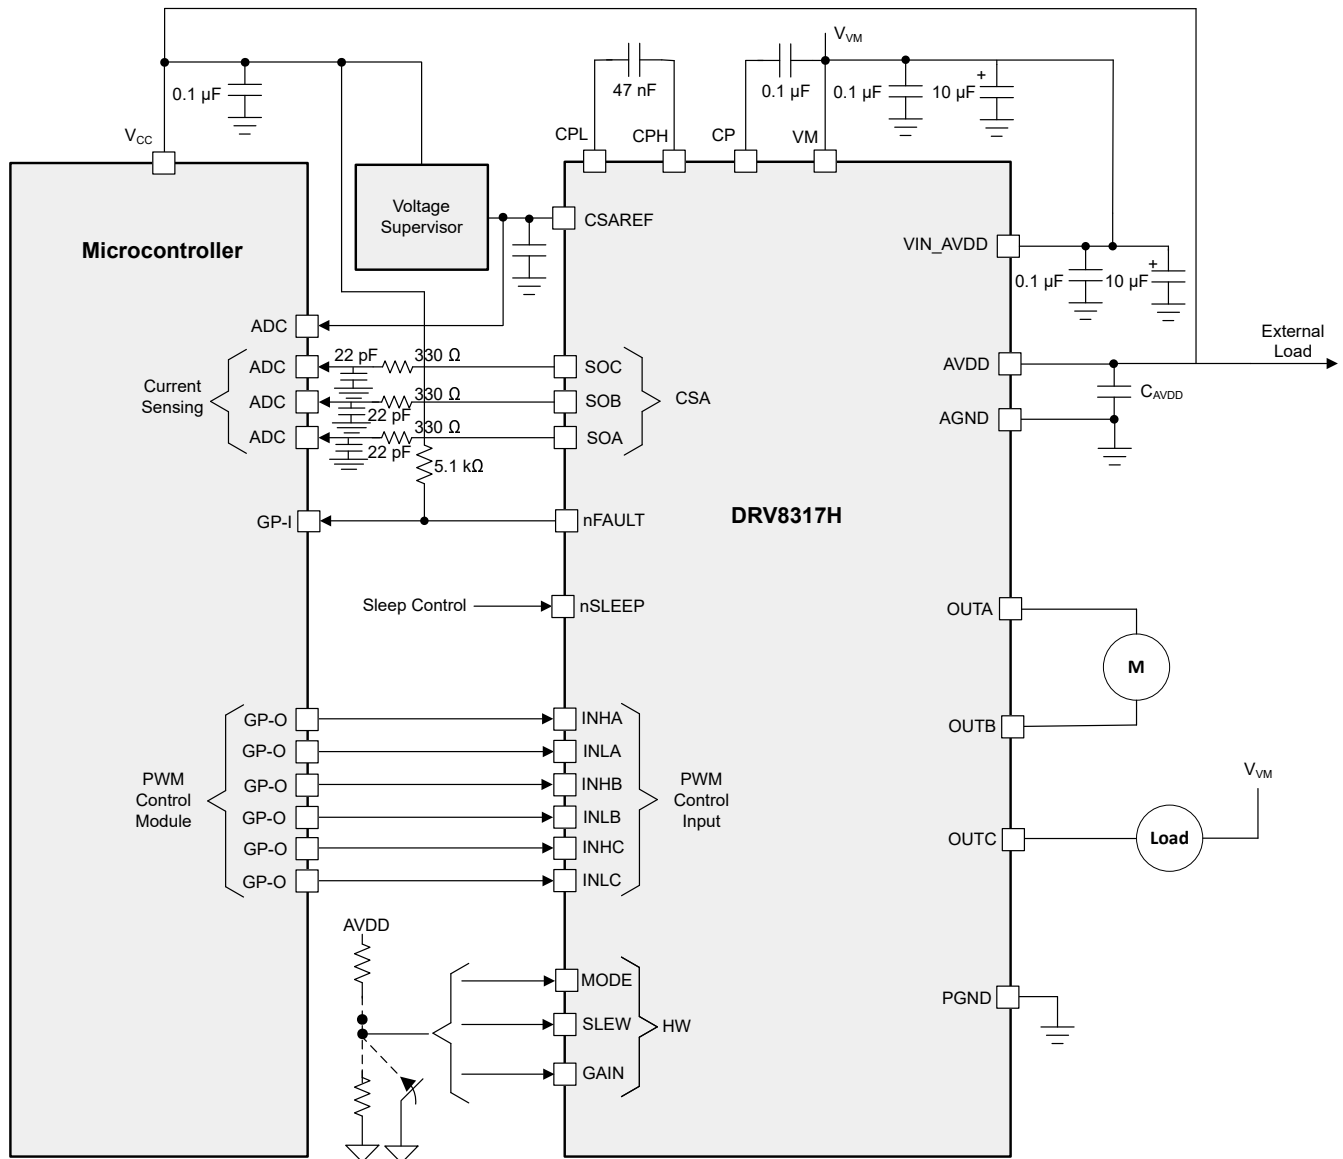 V_VM
0.1 µF
47 nF
0.1 µF
0.1 µF
10 µF
+
V_CC
CPL
CPH
CP
VM
Microcontroller
Voltage
Supervisor
CSAREF
VIN_AVDD
0.1 µF
10 µF
+
ADC
ADC
ADC
ADC
Current
Sensing
22 pF
330 Ω
330 Ω
22 pF
330 Ω
22 pF
5.1 kΩ
SOC
SOB
SOA
CSA
AVDD
External
Load
C_AVDD
AGND
GP-I
nFAULT
DRV8317H
Sleep Control
nSLEEP
OUTA
M
OUTB
GP-O
GP-O
GP-O
GP-O
GP-O
GP-O
PWM
Control
Module
INHA
INLA
INHB
INLB
INHC
INLC
PWM
Control
Input
V_VM
OUTC
Load
AVDD
MODE
SLEW
GAIN
HW
PGND